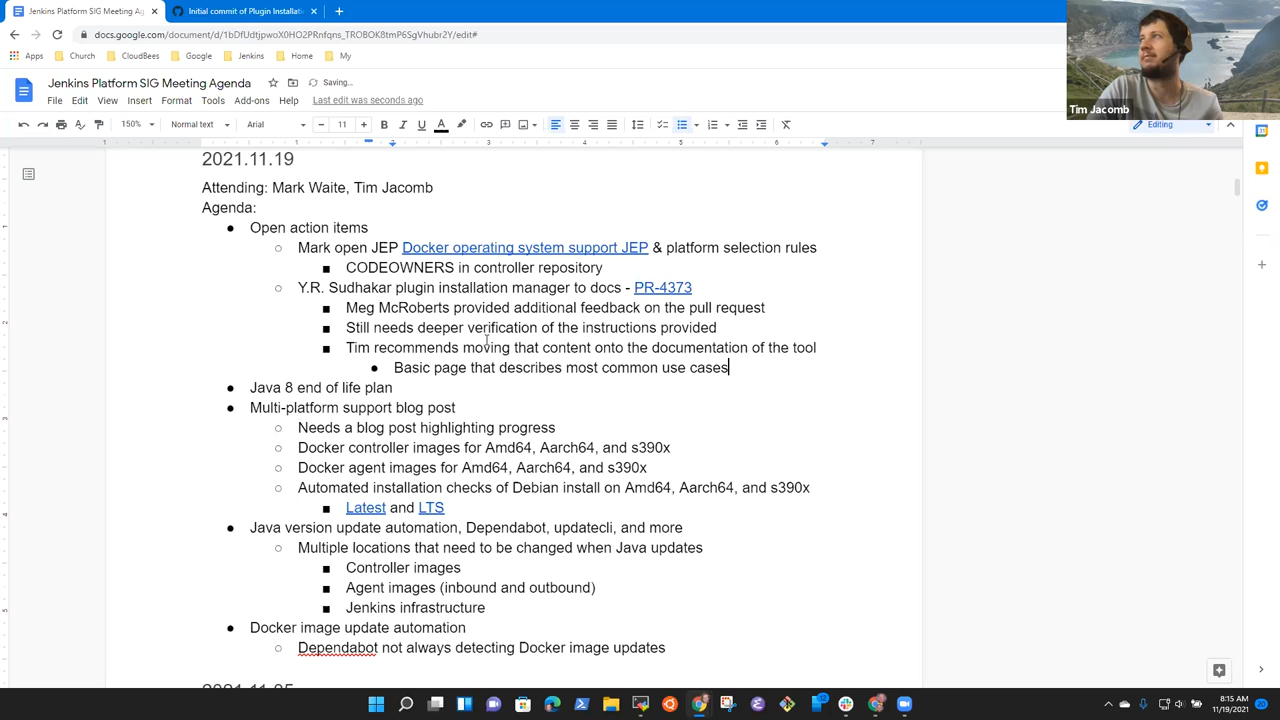 Jenkins Platform SIG Meeting Ag
Initial commit of Plugin Installati
docs.google.com/document/d/1bDfUdtjpwoX0HO2PRnfqns_TROBOK8tmP6SgVhubr2Y/edit#
Apps Church CloudBees Google Jenkins Home My
Tim Jacomb
Jenkins Platform SIG Meeting Agenda Saving...
File Edit View Insert Format Tools Add-ons Help Last edit was seconds ago
150% Normal text Arial 11 Editing
1 1 2 3 4 5 6 7
2021.11.19
Attending: Mark Waite, Tim Jacomb
Agenda:
Open action items
Mark open JEP Docker operating system support JEP & platform selection rules
CODEOWNERS in controller repository
Y.R. Sudhakar plugin installation manager to docs - PR-4373
Meg McRoberts provided additional feedback on the pull request
Still needs deeper verification of the instructions provided
Tim recommends moving that content onto the documentation of the tool
Basic page that describes most common use cases
Java 8 end of life plan
Multi-platform support blog post
Needs a blog post highlighting progress
Docker controller images for Amd64, Aarch64, and s390x
Docker agent images for Amd64, Aarch64, and s390x
Automated installation checks of Debian install on Amd64, Aarch64, and s390x
Latest and LTS
Java version update automation, Dependabot, updatecli, and more
Multiple locations that need to be changed when Java updates
Controller images
Agent images (inbound and outbound)
Jenkins infrastructure
Docker image update automation
Dependabot not always detecting Docker image updates
2021.11.05
8:15 AM
11/19/2021